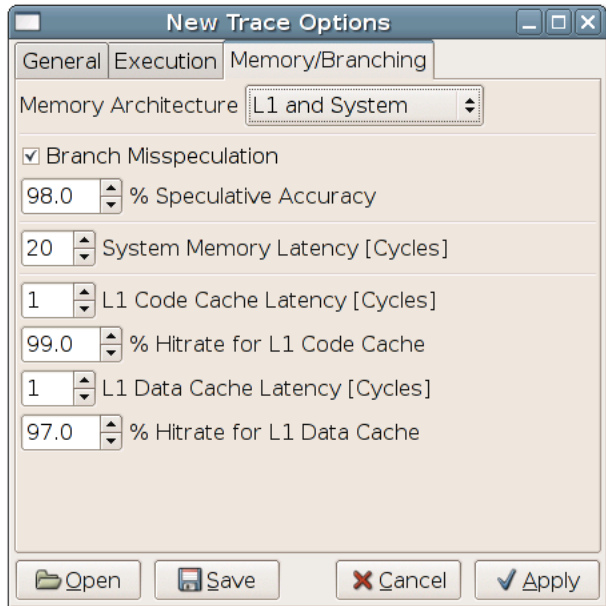 New Trace Options
General Execution Memory/Branching
Memory Architecture L1 and System
Branch Misspeculation
98.0 % Speculative Accuracy
20 System Memory Latency [Cycles]
1 L1 Code Cache Latency [Cycles]
99.0 % Hitrate for L1 Code Cache
1 L1 Data Cache Latency [Cycles]
97.0 % Hitrate for L1 Data Cache
Open Save Cancel Apply